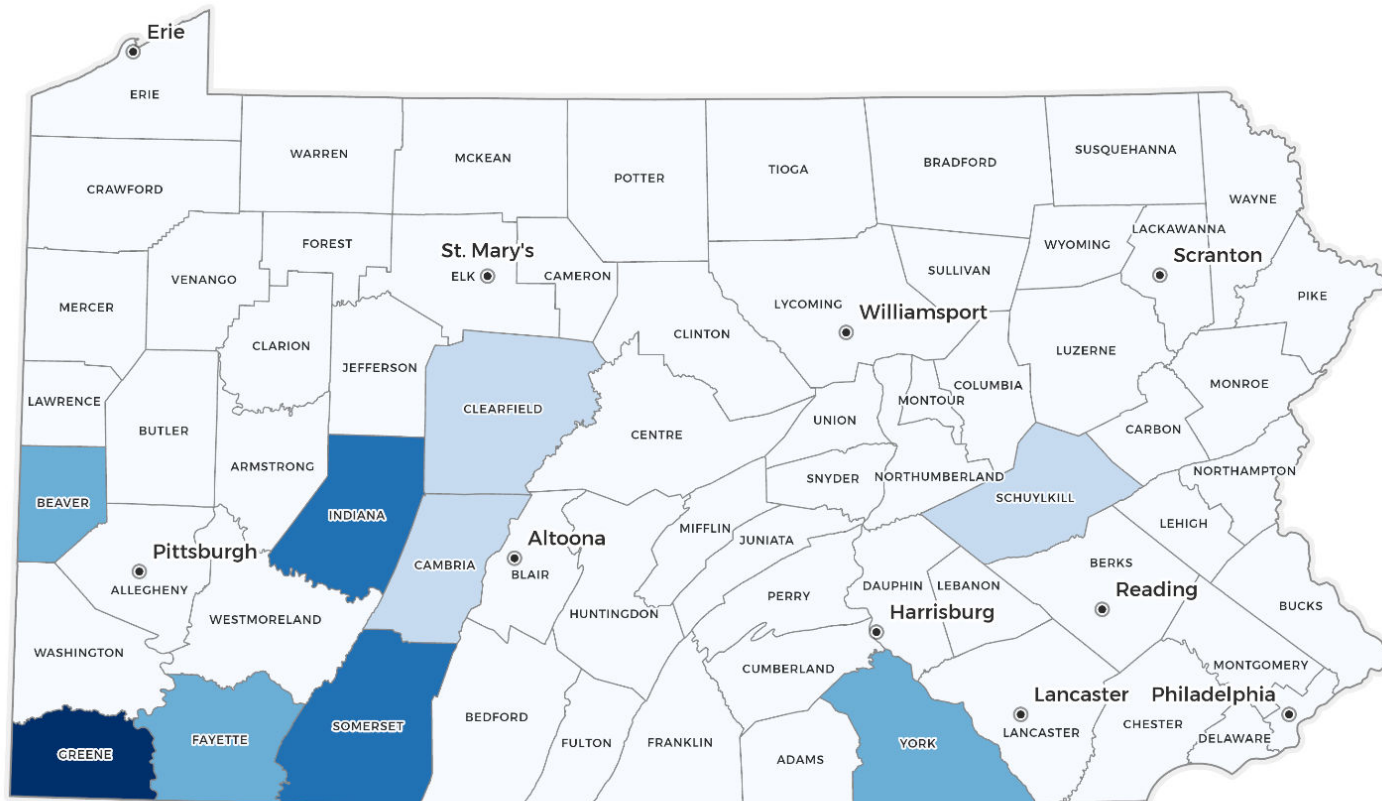 Erie
ERIE
WARREN
MCKEAN
POTTER
TIOGA
BRADFORD
SUSQUEHANNA
CRAWFORD
WAYNE
FOREST
LACKAWANNA
WYOMING
St. Mary's
ELK
CAMERON
Scranton
VENANGO
SULLIVAN
MERCER
LYCOMING
Williamsport
PIKE
CLINTON
CLARION
LUZERNE
JEFFERSON
LAWRENCE
CLEARFIELD
MONTOUR
COLUMBIA
MONROE
BUTLER
CENTRE
UNION
CARBON
ARMSTRONG
SNYDER
NORTHUMBERLAND
NORTHAMPTON
BEAVER
INDIANA
SCHUYLKILL
MIFFLIN
JUNIATA
LEHIGH
Pittsburgh
ALLEGHENY
CAMBRIA
Altoona
BLAIR
BERKS
DAUPHIN
LEBANON
PERRY
Reading
HUNTINGDON
Harrisburg
BUCKS
WESTMORELAND
WASHINGTON
CUMBERLAND
MONTGOMERY
Lancaster
LANCASTER
Philadelphia
CHESTER
DELAWARE
BEDFORD
SOMERSET
FAYETTE
GREENE
FULTON
FRANKLIN
ADAMS
YORK